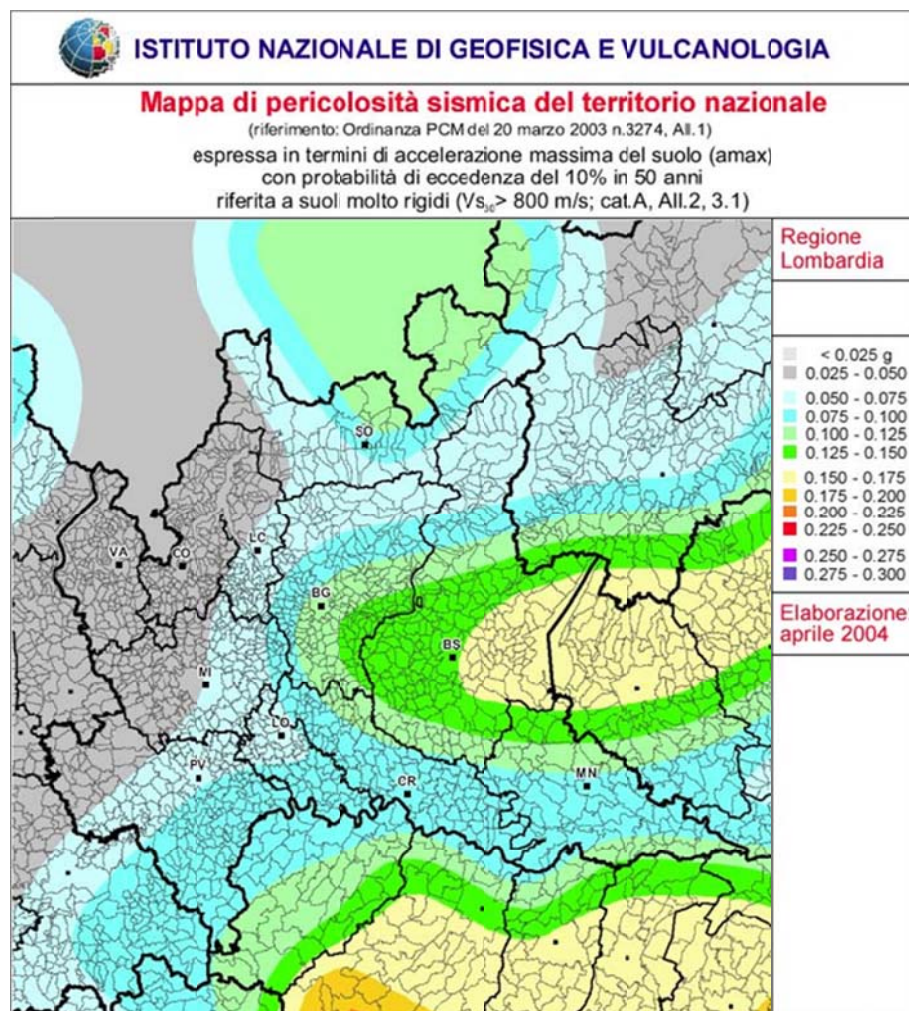 ISTITUTO NAZIONALE DI GEOFISICA E VULCANOLOGIA
Mappa di pericolosità sismica del territorio nazionale
(riferimento: Ordinanza PCM del 20 marzo 2003 n.3274, All.1)
espressa in termini di accelerazione massima del suolo (amax)
con probabilità di eccedenza del 10% in 50 anni
riferita a suoli molto rigidi (Vs₃₀> 800 m/s; cat.A, All.2, 3.1)
Regione
Lombardia
< 0.025 g
0.025 - 0.050
0.050 - 0.075
0.075 - 0.100
0.100 - 0.125
0.125 - 0.150
0.150 - 0.175
0.175 - 0.200
0.200 - 0.225
0.225 - 0.250
0.250 - 0.275
0.275 - 0.300
Elaborazione:
aprile 2004
SO
LC
VA
CO
BG
BS
MI
LO
PV
CR
MN